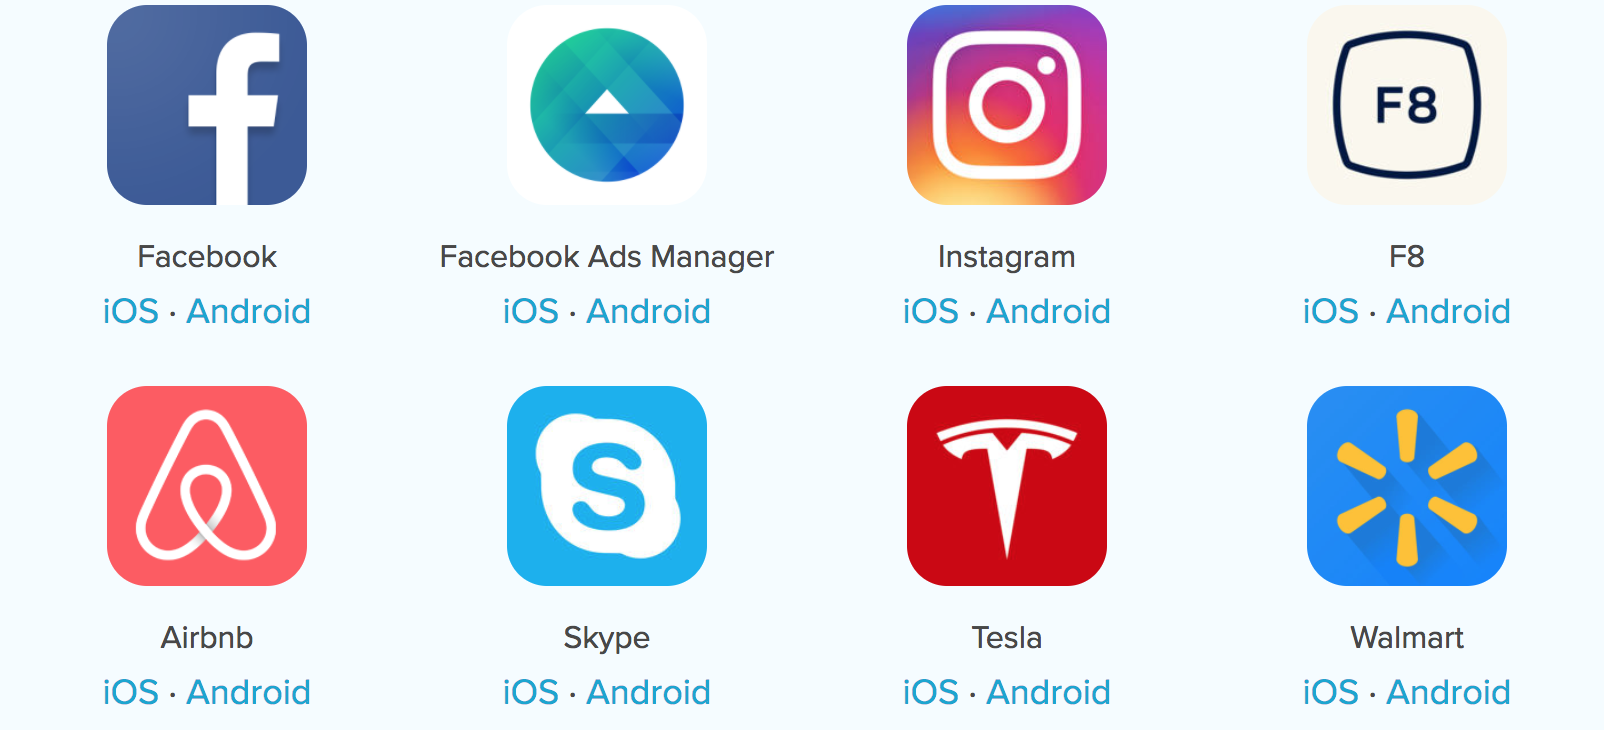 F8
Facebook
Facebook Ads Manager
Instagram
F8
iOS · Android
iOS · Android
iOS · Android
iOS · Android
S
Airbnb
Skype
Tesla
Walmart
iOS · Android
iOS · Android
iOS · Android
iOS · Android